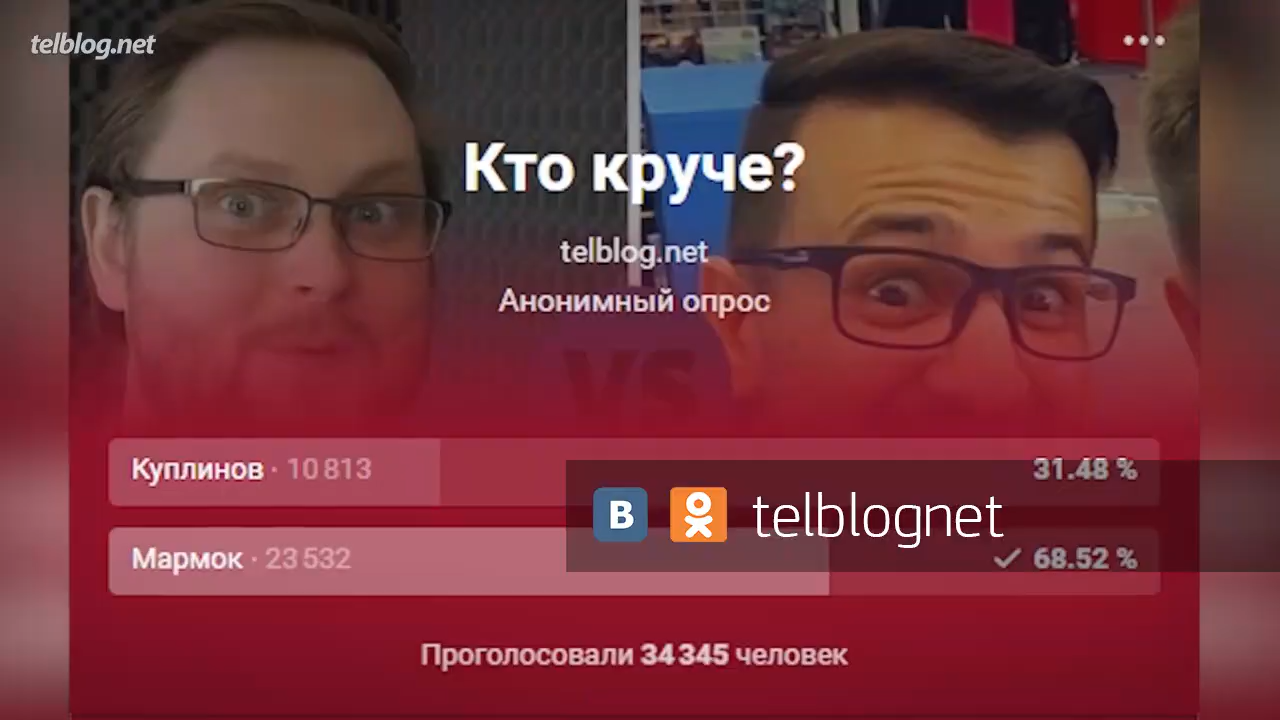 telblog.net
•••
Кто круче?
telblog.net
Анонимный опрос
VS
Куплинов · 10 813 31.48 %
В telblognet
Мармок · 23 532 ✓ 68.52 %
Проголосовали 34 345 человек